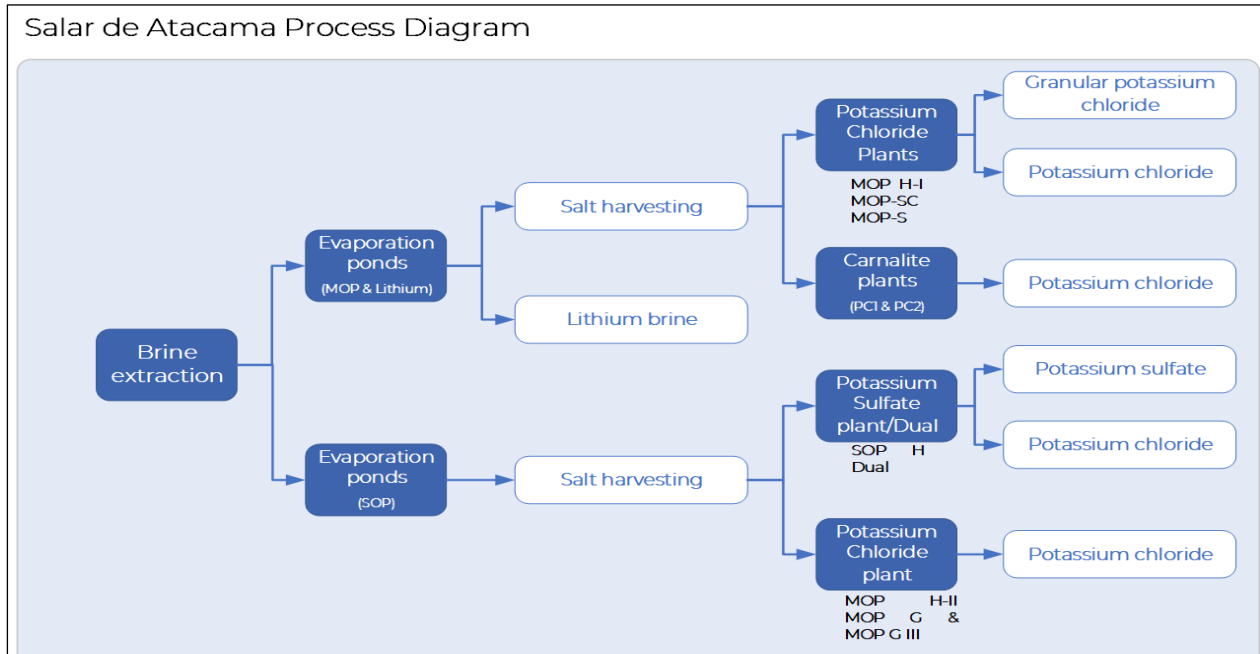 Salar de Atacama Process Diagram
Brine
extraction
Evaporation
ponds
(MOP & Lithium)
Salt harvesting
Lithium brine
Potassium
Chloride
Plants
MOP H-I
MOP-SC
MOP-S
Granular potassium
chloride
Potassium chloride
Carnalite
plants
(PC1 & PC2)
Potassium chloride
Evaporation
ponds
(SOP)
Salt harvesting
Potassium
Sulfate
plant/Dual
SOP H
Dual
Potassium sulfate
Potassium chloride
Potassium
Chloride
plant
MOP H-II
MOP G &
MOP G III
Potassium chloride